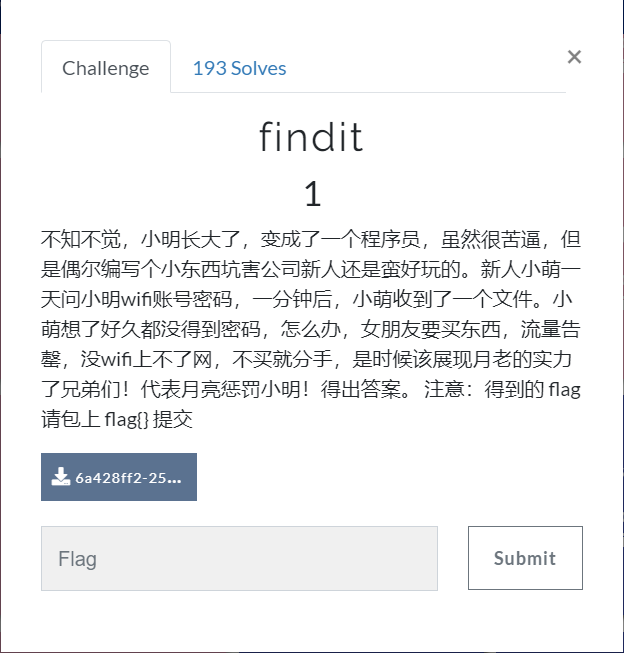 Challenge
193 Solves
×
findit
1
不知不觉，小明长大了，变成了一个程序员，虽然很苦逼，但
是偶尔编写个小东西坑害公司新人还是蛮好玩的。新人小萌一
天问小明wifi账号密码，一分钟后，小萌收到了一个文件。小
萌想了好久都没得到密码，怎么办，女朋友要买东西，流量告
罄，没wifi上不了网，不买就分手，是时候该展现月老的实力
了兄弟们！代表月亮惩罚小明！得出答案。 注意：得到的 flag
请包上 flag{} 提交
6a428ff2-25...
Flag
Submit